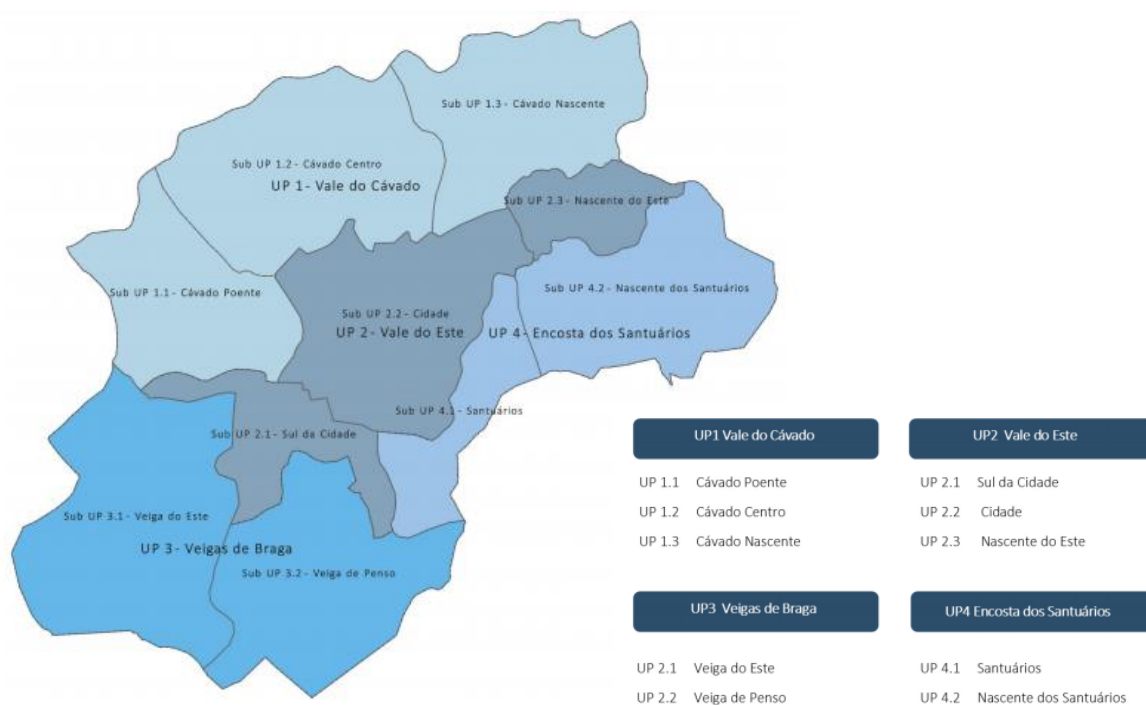 Sub UP 1.3 - Cávado Nascente
Sub UP 1.2 - Cávado Centro
UP 1 - Vale do Cávado
Sub UP 2.3 - Nascente do Este
Sub UP 1.1 - Cávado Poente
Sub UP 4.2 - Nascente dos Santuários
Sub UP 2.2 - Cidade
UP 2 - Vale do Este
UP 4 - Encosta dos Santuários
Sub UP 4.1 - Santuários
Sub UP 2.1 - Sul da Cidade
Sub UP 3.1 - Veiga do Este
UP 3 - Veigas de Braga
Sub UP 3.2 - Veiga de Penso
UP1 Vale do Cávado
UP 1.1 Cávado Poente
UP 1.2 Cávado Centro
UP 1.3 Cávado Nascente
UP2 Vale do Este
UP 2.1 Sul da Cidade
UP 2.2 Cidade
UP 2.3 Nascente do Este
UP3 Veigas de Braga
UP 2.1 Veiga do Este
UP 2.2 Veiga de Penso
UP4 Encosta dos Santuários
UP 4.1 Santuários
UP 4.2 Nascente dos Santuários